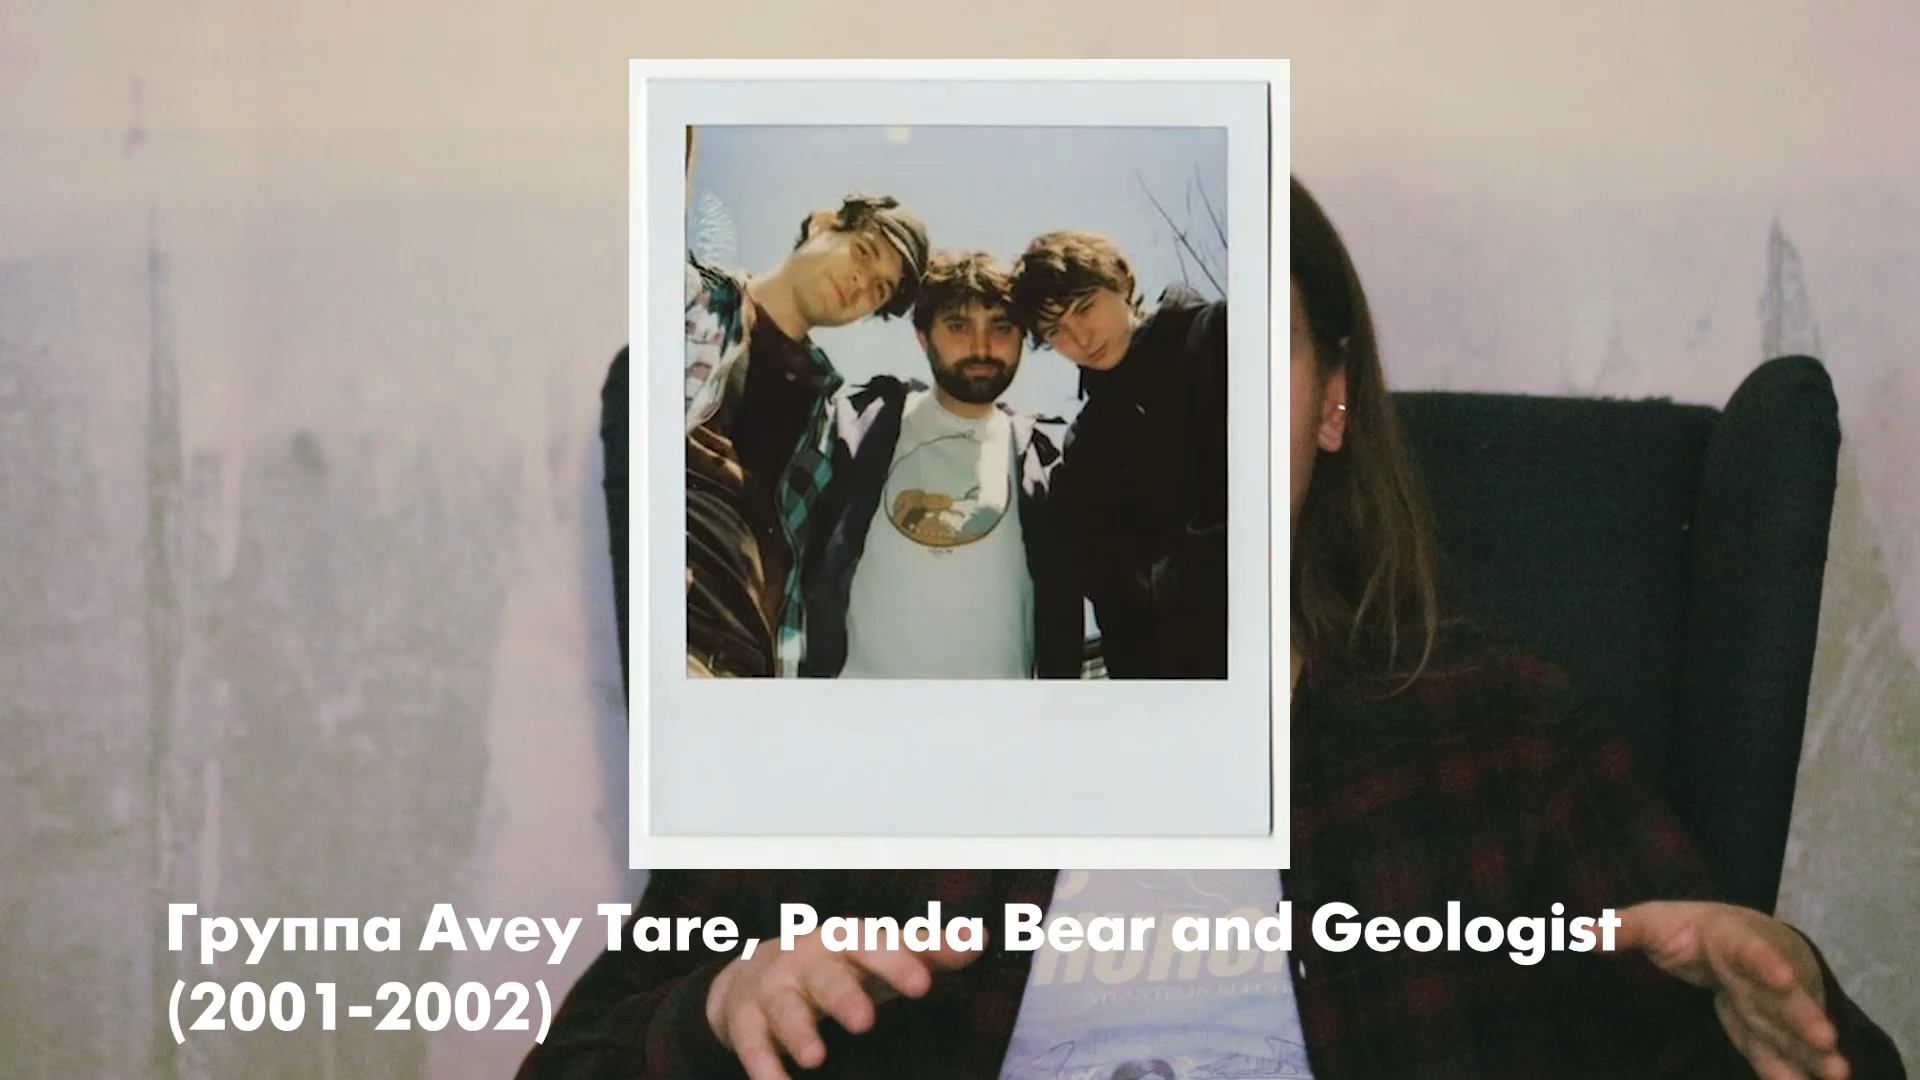 Группа Avey Tare, Panda Bear and Geologist
(2001-2002)